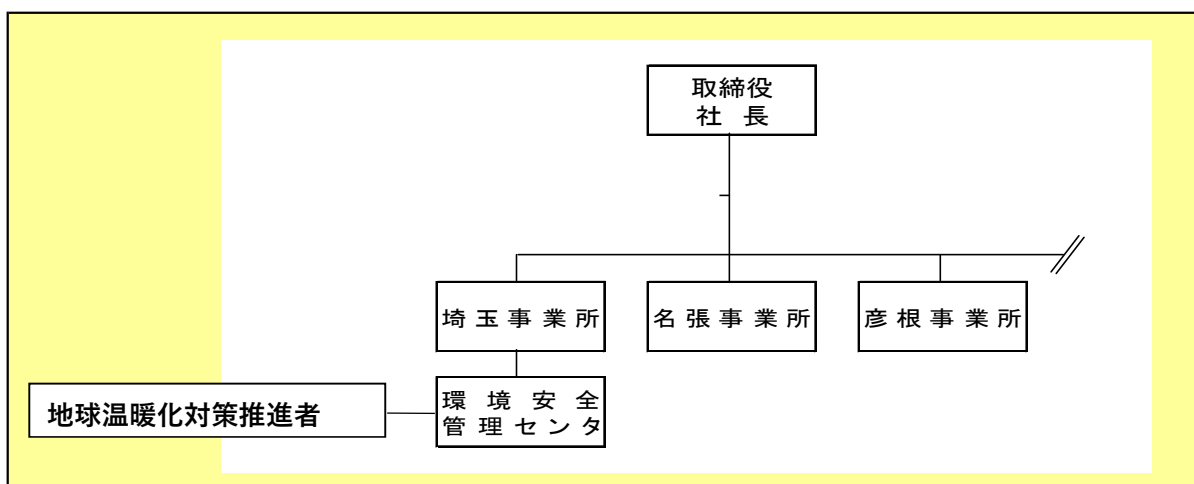 取締役
社長
埼玉事業所
名張事業所
彦根事業所
地球温暖化対策推進者
環境安全
管理センタ